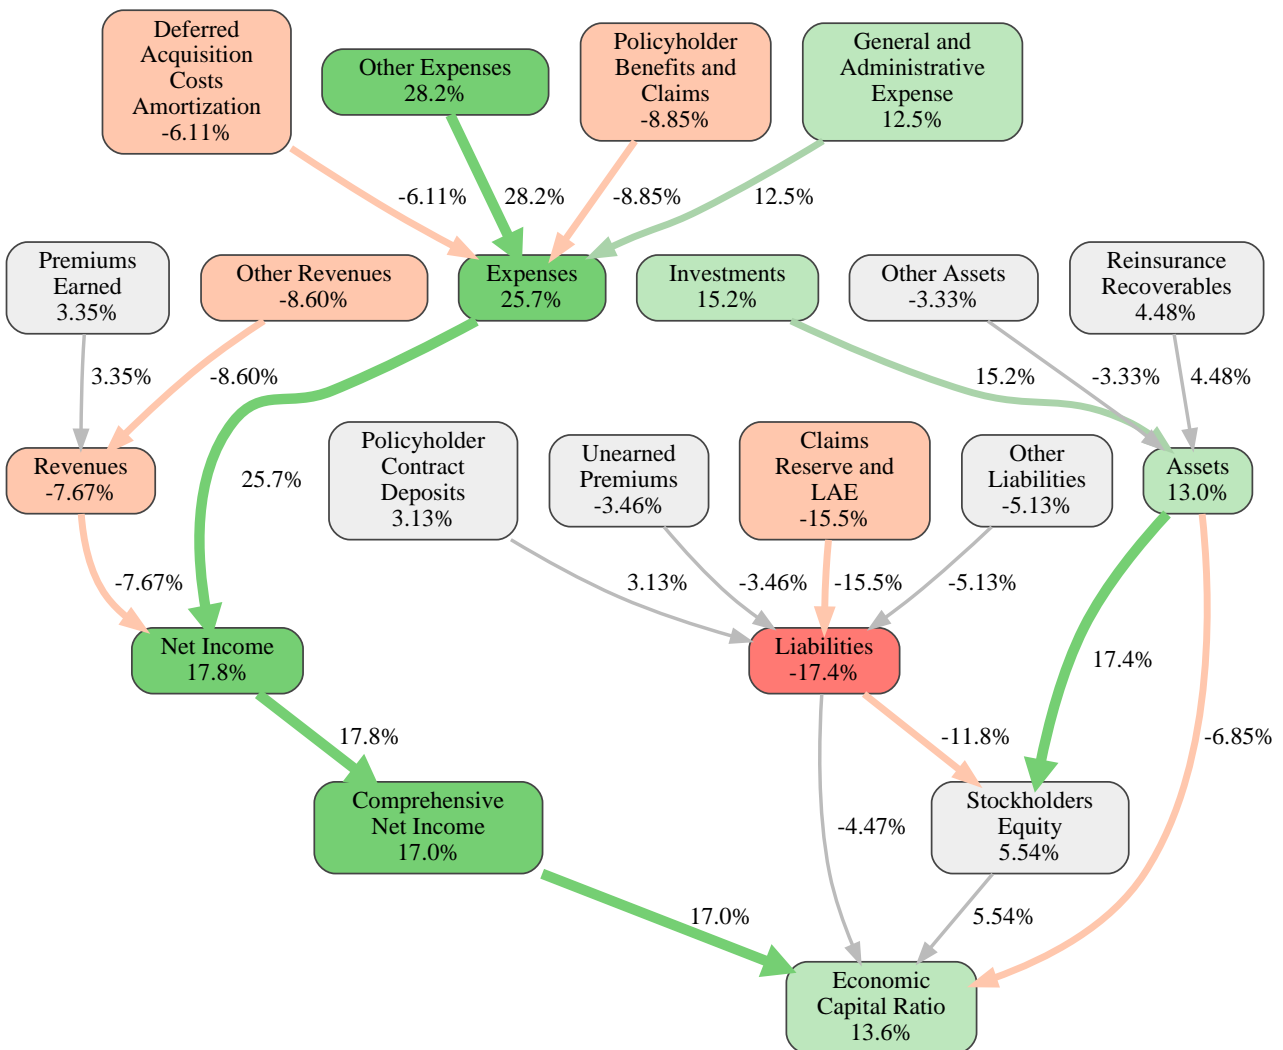 Deferred
Acquisition
Costs
Amortization
-6.11%
Other Expenses
28.2%
Policyholder
Benefits and
Claims
-8.85%
General and
Administrative
Expense
12.5%
-6.11%
28.2%
-8.85%
12.5%
Premiums
Earned
3.35%
Other Revenues
-8.60%
Expenses
25.7%
Investments
15.2%
Other Assets
-3.33%
Reinsurance
Recoverables
4.48%
3.35%
-8.60%
15.2%
-3.33%
4.48%
Revenues
-7.67%
25.7%
Policyholder
Contract
Deposits
3.13%
Unearned
Premiums
-3.46%
Claims
Reserve and
LAE
-15.5%
Other
Liabilities
-5.13%
Assets
13.0%
-7.67%
3.13%
-3.46%
-15.5%
-5.13%
Net Income
17.8%
Liabilities
-17.4%
17.4%
17.8%
-11.8%
-6.85%
Comprehensive
Net Income
17.0%
-4.47%
Stockholders
Equity
5.54%
17.0%
5.54%
Economic
Capital Ratio
13.6%